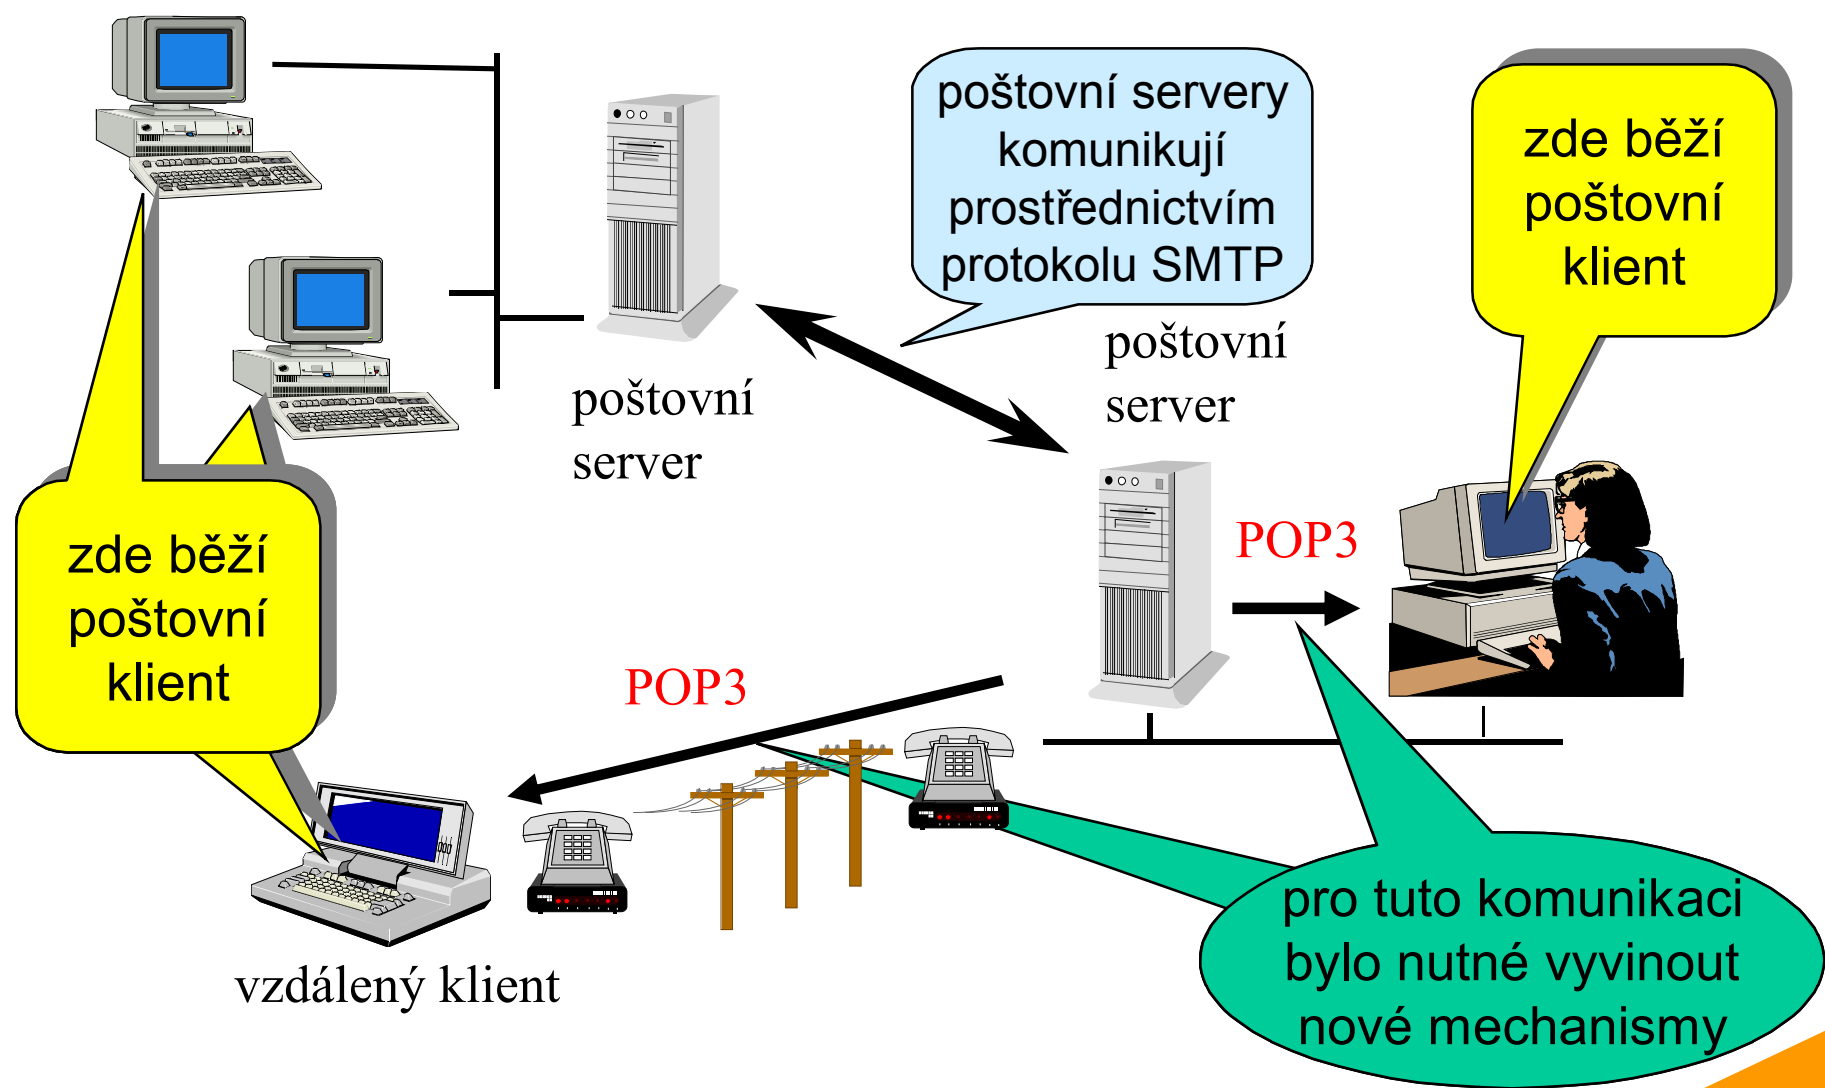 poštovní servery
komunikují
prostřednictvím
protokolu SMTP
zde běží
poštovní
klient
poštovní
server
poštovní
server
POP3
zde běží
poštovní
klient
POP3
pro tuto komunikaci
bylo nutné vyvinout
nové mechanismy
vzdálený klient